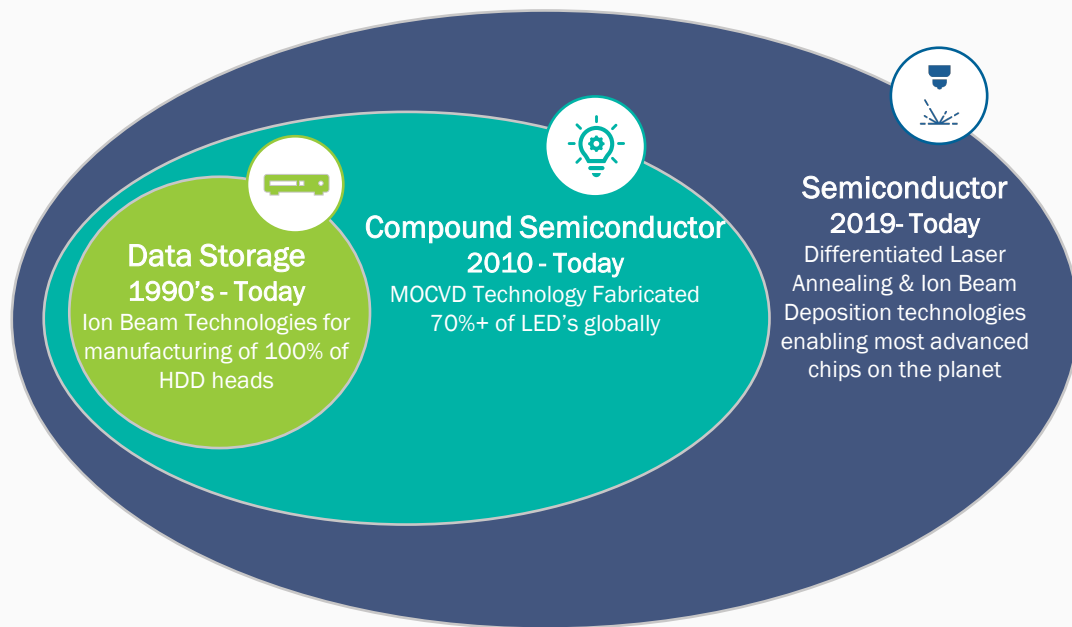 Data Storage
1990's - Today
Ion Beam Technologies for
manufacturing of 100% of
HDD heads
Compound Semiconductor
2010 - Today
MOCVD Technology Fabricated
70%+ of LED's globally
Semiconductor
2019- Today
Differentiated Laser
Annealing & Ion Beam
Deposition technologies
enabling most advanced
chips on the planet